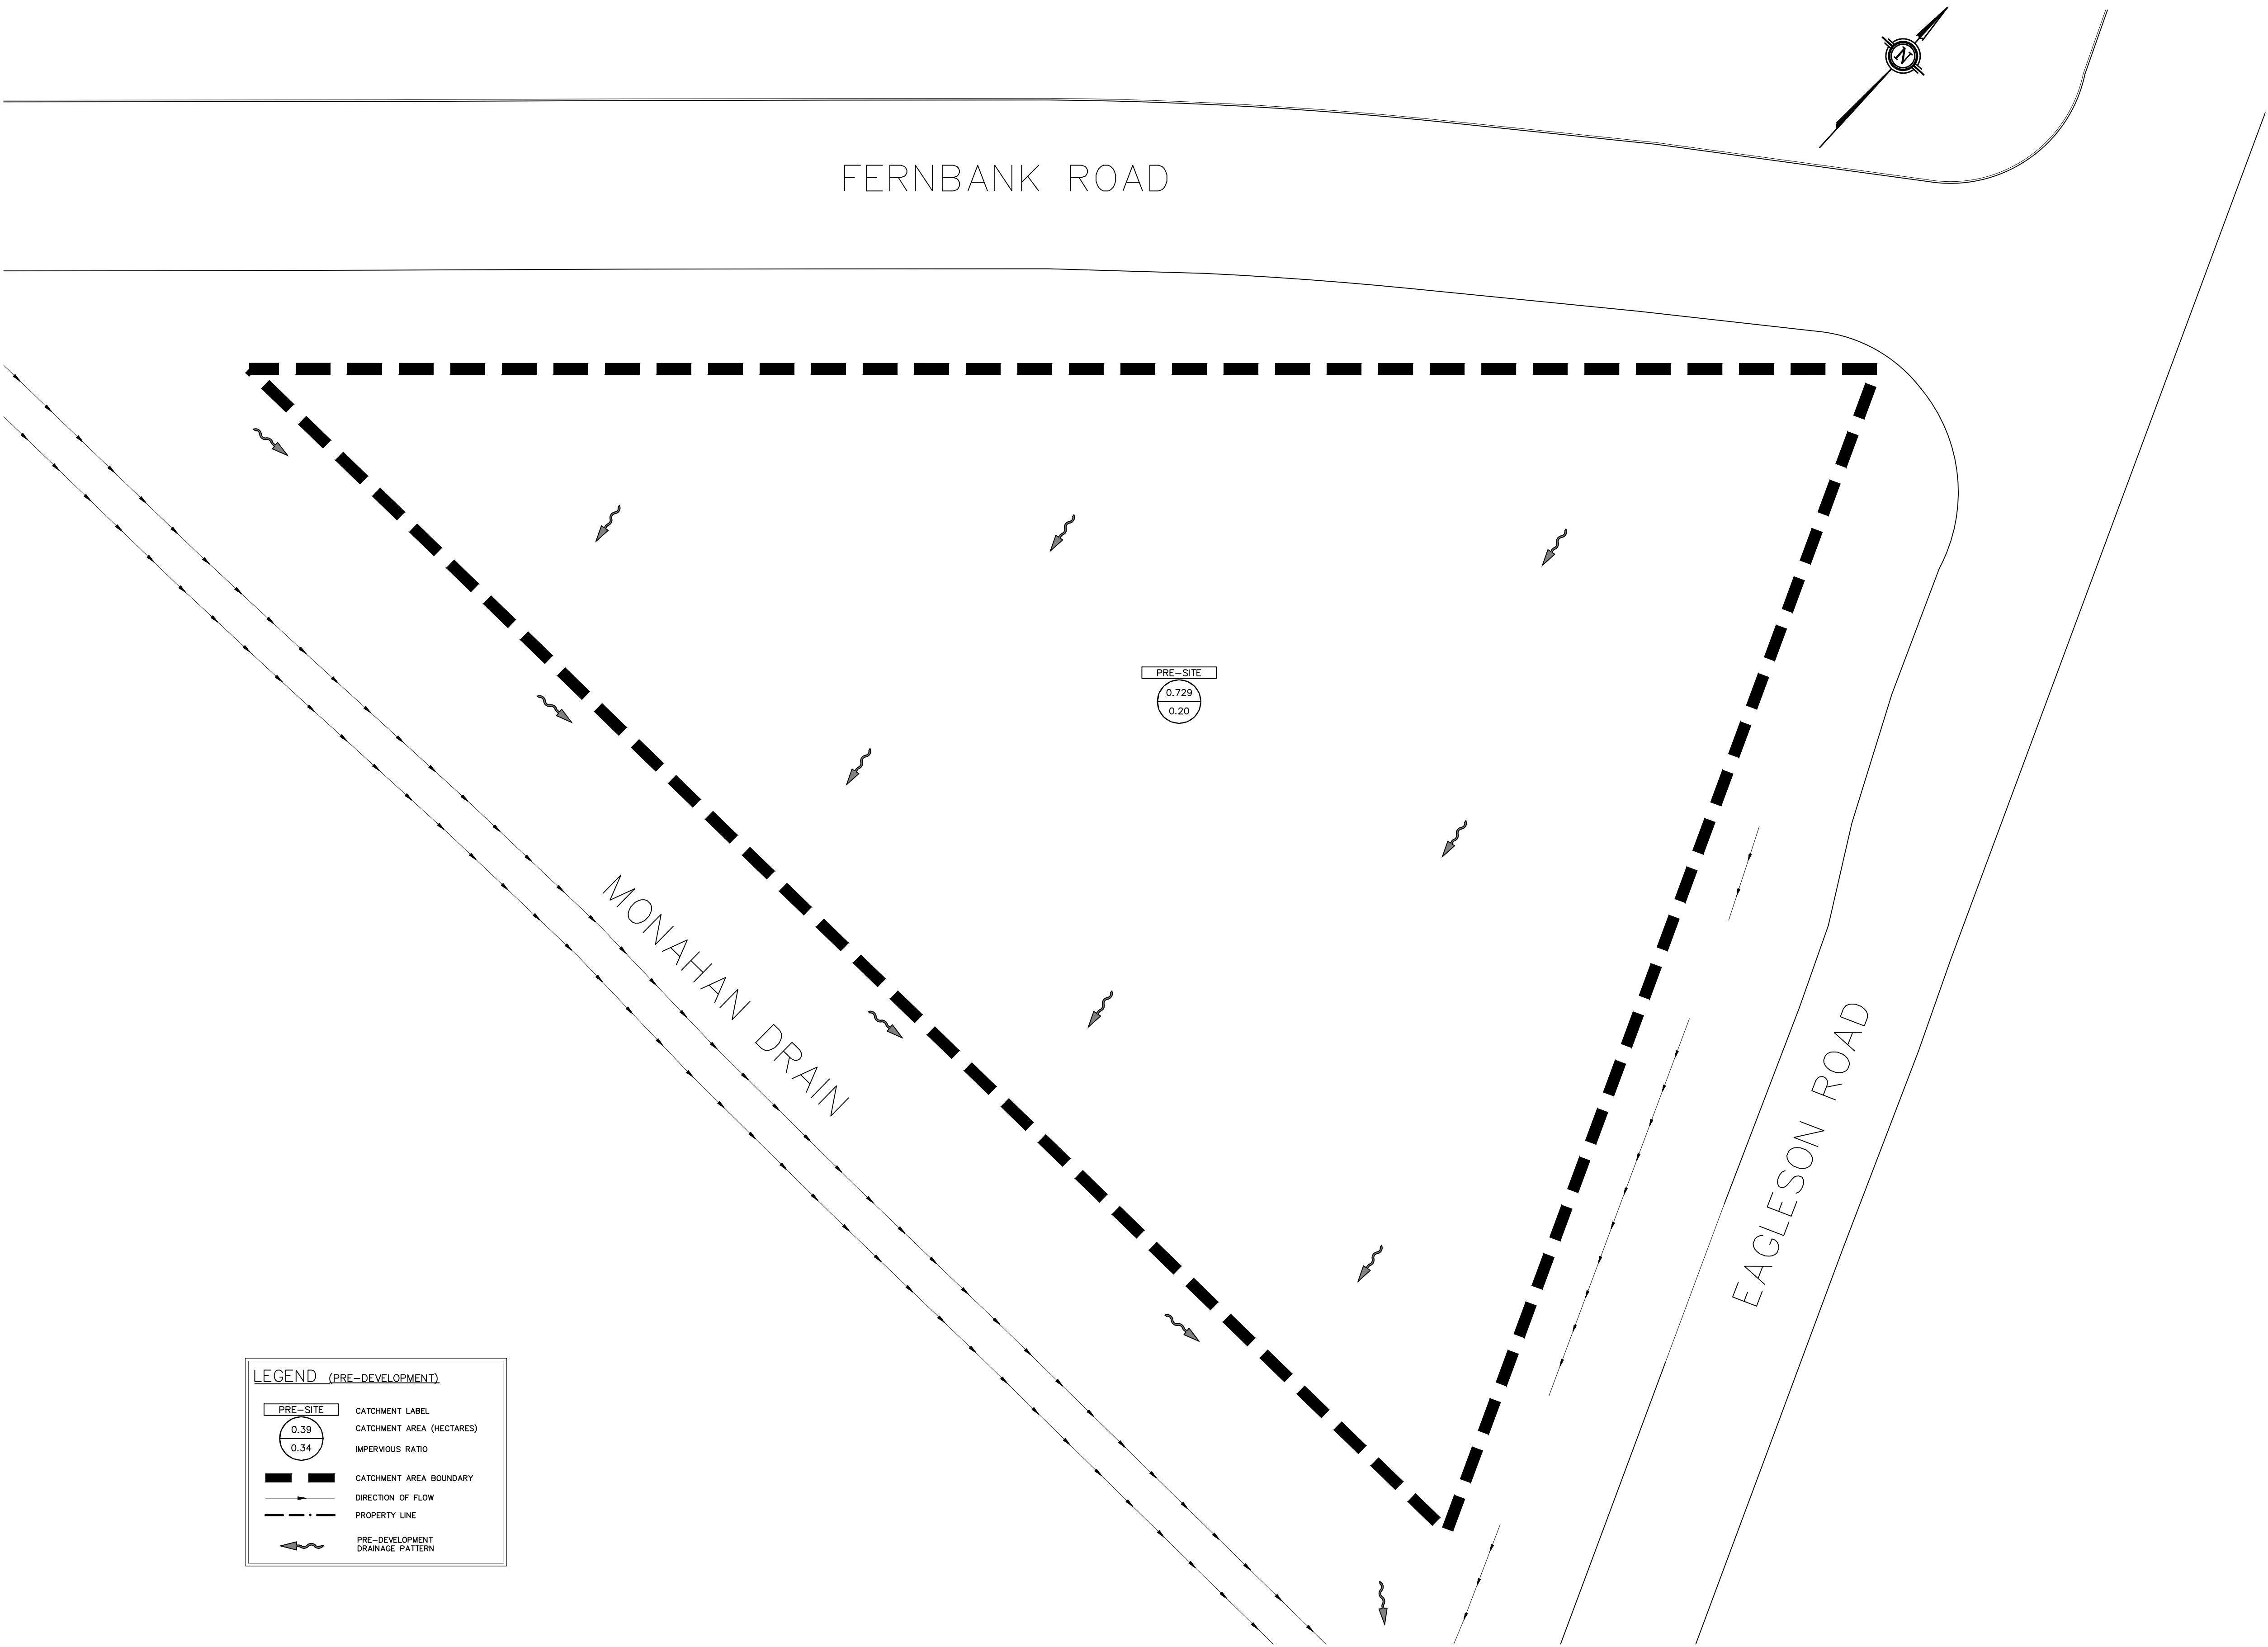 N
FERNBANK ROAD
PRE-SITE
0.729
0.20
MONAHAN DRAIN
EAGLESON ROAD
LEGEND (PRE-DEVELOPMENT)
PRE-SITE
CATCHMENT LABEL
0.39
CATCHMENT AREA (HECTARES)
0.34
IMPERVIOUS RATIO
CATCHMENT AREA BOUNDARY
DIRECTION OF FLOW
PROPERTY LINE
PRE-DEVELOPMENT
DRAINAGE PATTERN